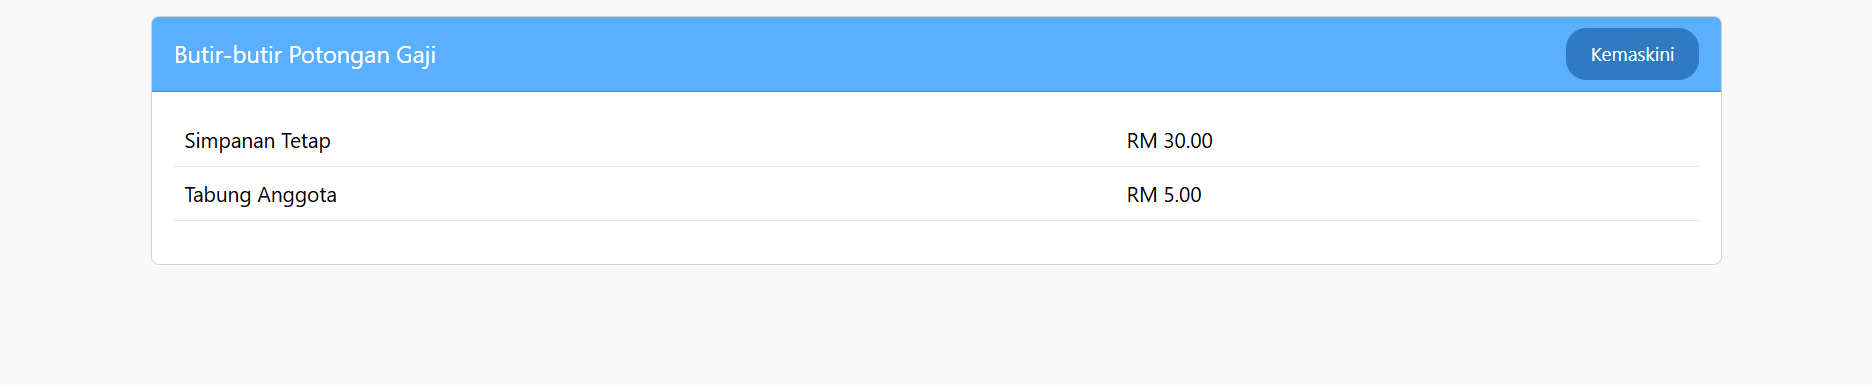 Butir-butir Potongan Gaji
Kemaskini
Simpanan Tetap RM 30.00
Tabung Anggota RM 5.00